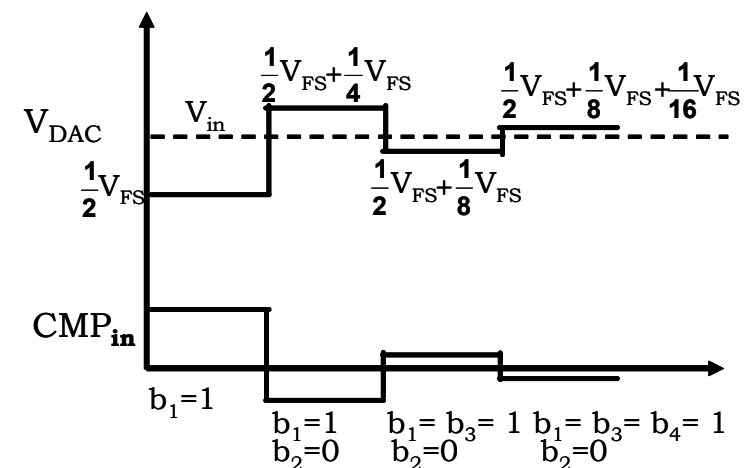 1/2 V_FS + 1/4 V_FS
1/2 V_FS + 1/8 V_FS + 1/16 V_FS
V_in
V_DAC
1/2 V_FS
1/2 V_FS + 1/8 V_FS
CMP_in
b_1=1
b_1=1
b_2=0
b_1= b_3= 1
b_2=0
b_1= b_3= b_4= 1
b_2=0